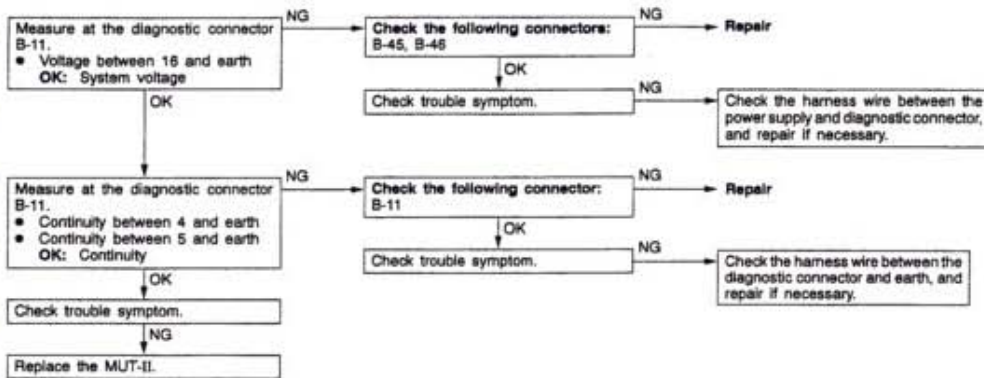 Measure at the diagnostic connector
B-11.
● Voltage between 16 and earth
OK: System voltage
NG
Check the following connectors:
B-45, B-46
NG
Repair
OK
Check trouble symptom.
NG
Check the harness wire between the
power supply and diagnostic connector,
and repair if necessary.
OK
Measure at the diagnostic connector
B-11.
● Continuity between 4 and earth
● Continuity between 5 and earth
OK: Continuity
NG
Check the following connector:
B-11
NG
Repair
OK
Check trouble symptom.
NG
Check the harness wire between the
diagnostic connector and earth, and
repair if necessary.
OK
Check trouble symptom.
NG
Replace the MUT-II.